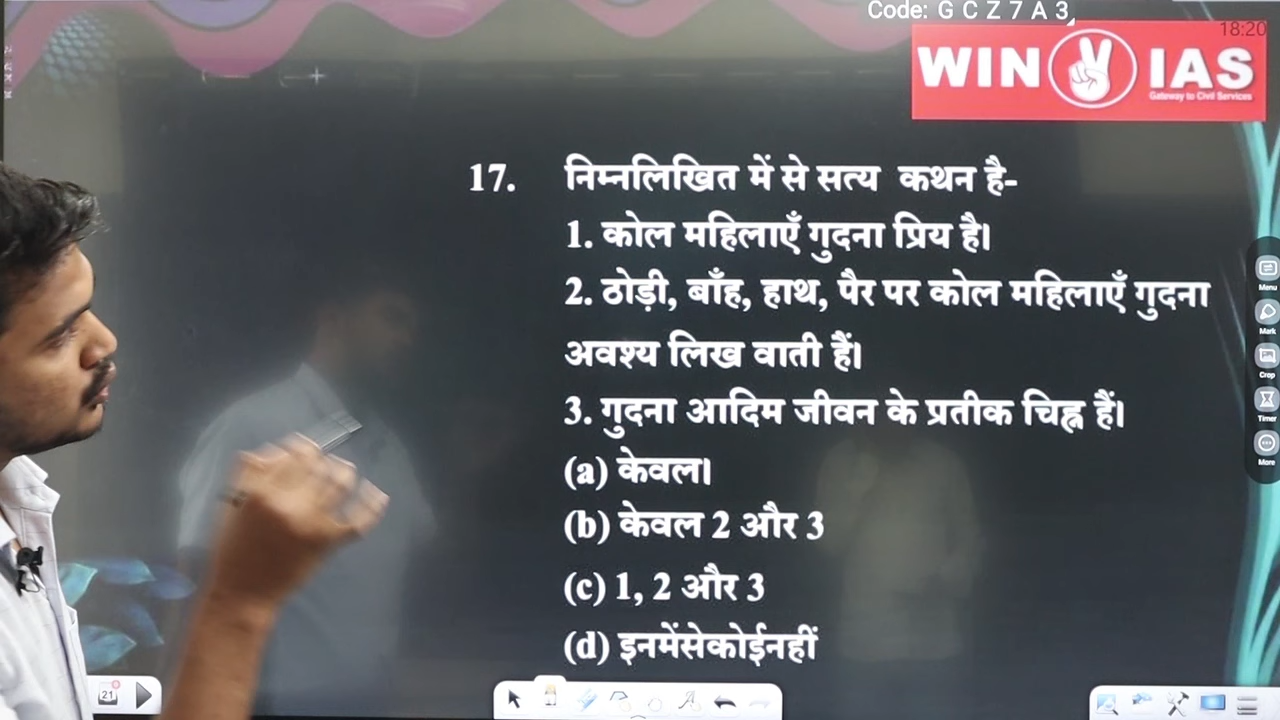 Code: G C Z 7 A 3
18:20
WIN IAS
Gateway to Civil Services
17. निम्नलिखित में से सत्य कथन है-
1. कोल महिलाएँ गुदना प्रिय है।
2. ठोड़ी, बाँह, हाथ, पैर पर कोल महिलाएँ गुदना
अवश्य लिख वाती हैं।
3. गुदना आदिम जीवन के प्रतीक चिह्न हैं।
(a) केवल।
(b) केवल 2 और 3
(c) 1, 2 और 3
(d) इनमेंसेकोईनहीं
Menu
Mark
Crop
Timer
More
21